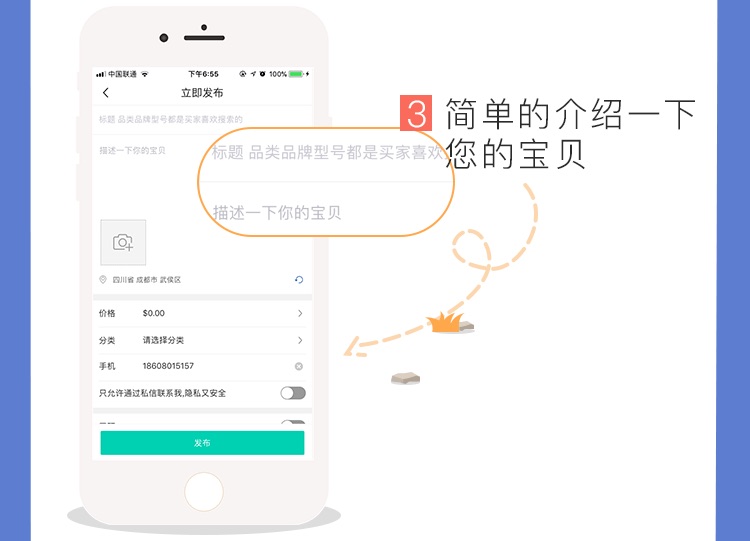 中国联通
下午6:55
100%
立即发布
标题 品类品牌型号都是买家喜欢搜索的
描述一下你的宝贝
标题 品类品牌型号都是买家喜欢
描述一下你的宝贝
3 简单的介绍一下
您的宝贝
四川省 成都市 武侯区
价格 $0.00
分类 请选择分类
手机 18608015157
只允许通过私信联系我,隐私又安全
发布